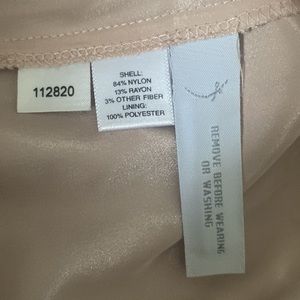 112820
SHELL:
84% NYLON
13% RAYON
3% OTHER FIBER
LINING:
100% POLYESTER
REMOVE BEFORE WEARING
OR WASHING